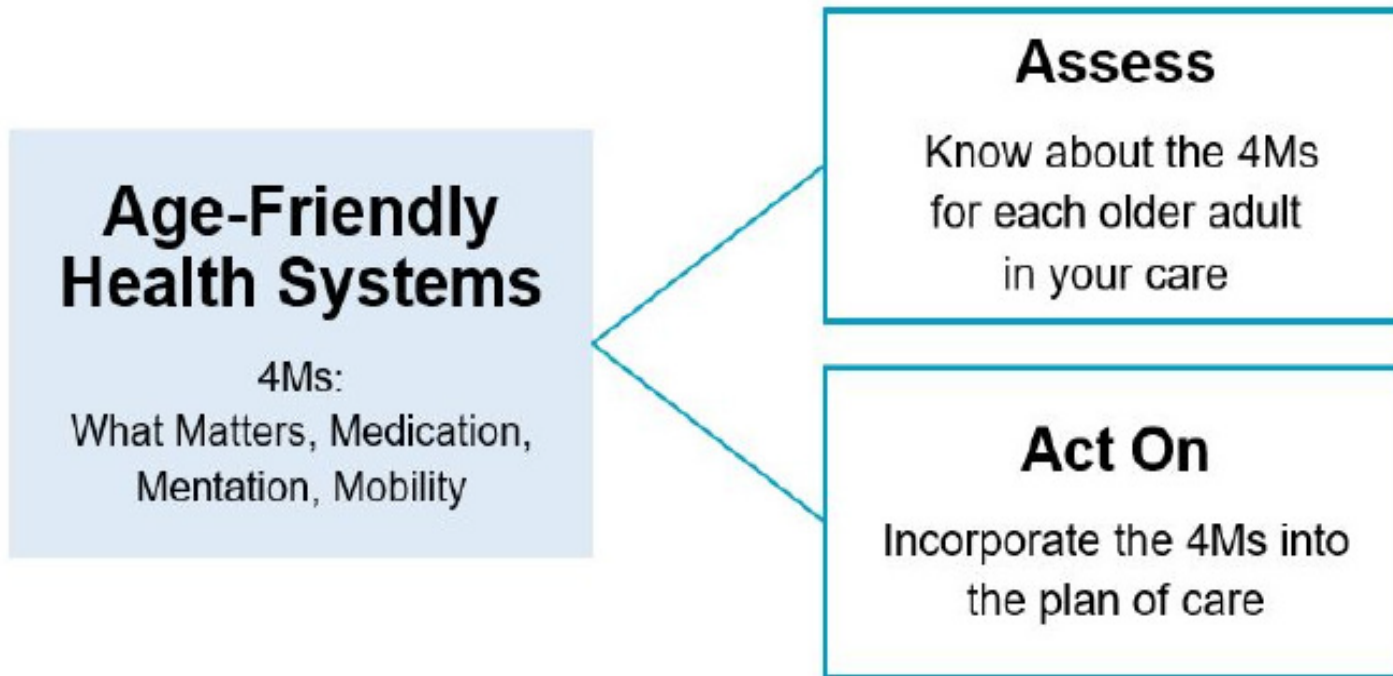 Age-Friendly
Health Systems
4Ms:
What Matters, Medication,
Mentation, Mobility
Assess
Know about the 4Ms
for each older adult
in your care
Act On
Incorporate the 4Ms into
the plan of care